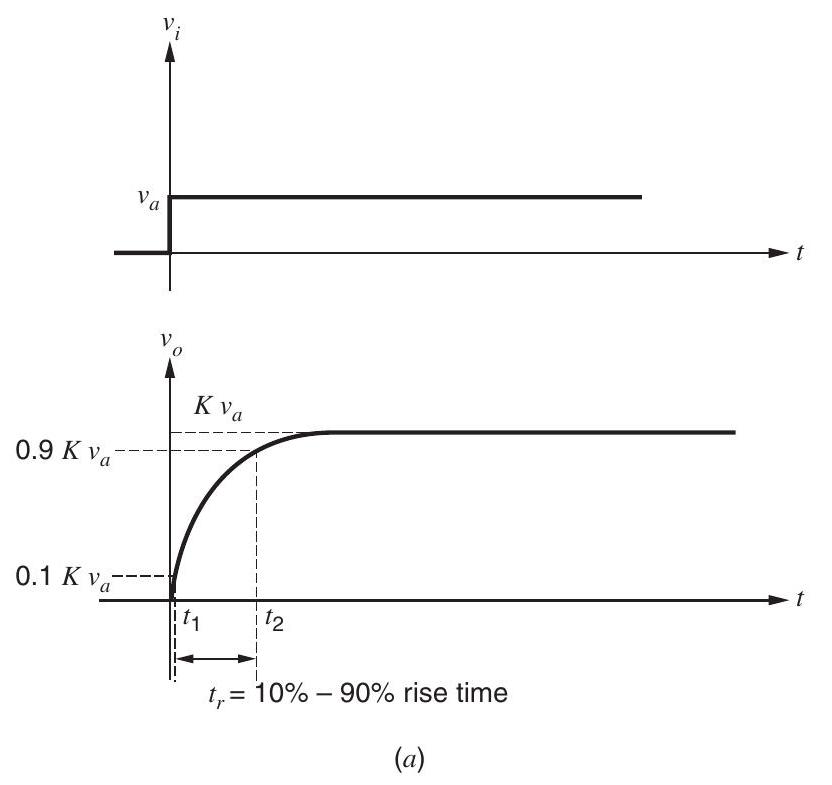 v_i
v_a
t
v_o
K v_a
0.9 K v_a
0.1 K v_a
t
t_1 t_2
t_r = 10% – 90% rise time
(a)